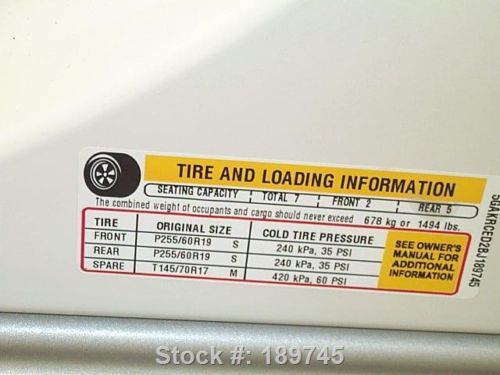 TIRE AND LOADING INFORMATION
SEATING CAPACITY TOTAL 7 FRONT 2 REAR 5
The combined weight of occupants and cargo should never exceed 678 kg or 1494 lbs.
TIRE ORIGINAL SIZE COLD TIRE PRESSURE
FRONT P255/60R19 S 240 kPa, 35 PSI
REAR P255/60R19 S 240 kPa, 35 PSI
SPARE T145/70R17 M 420 kPa, 60 PSI
SEE OWNER'S
MANUAL FOR
ADDITIONAL
INFORMATION
Stock #: 189745